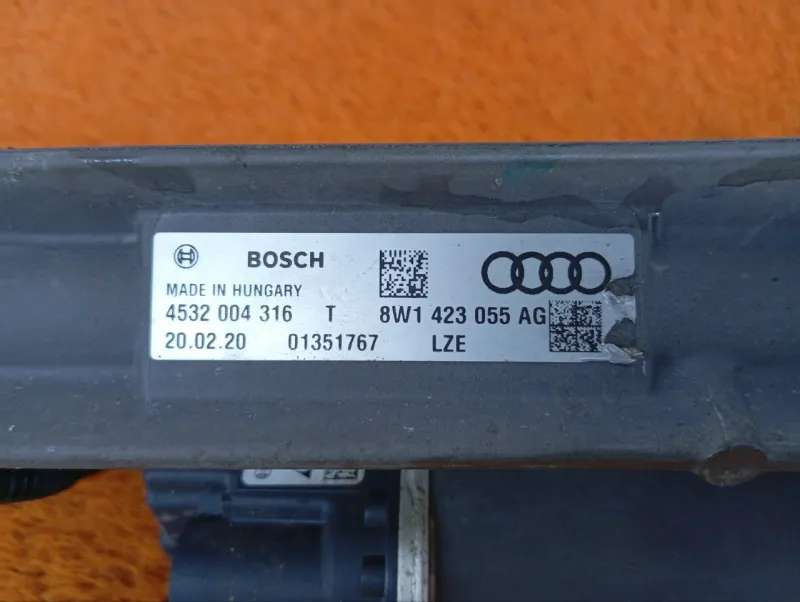 BOSCH
MADE IN HUNGARY
4532 004 316 T 8W1 423 055 AG
20.02.20 01351767 LZE